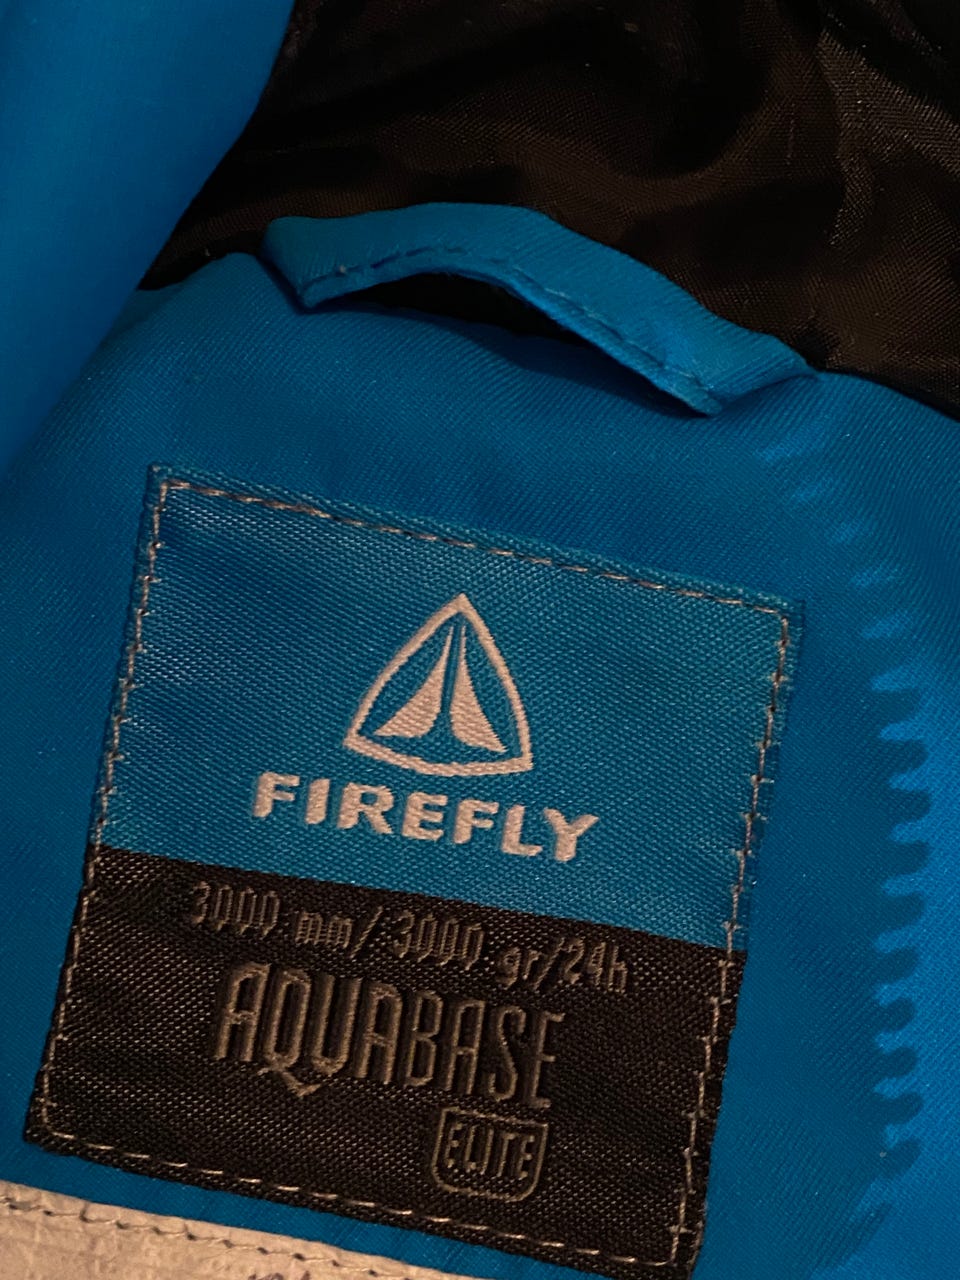 FIREFLY
3000 mm/3000 gr/24h
AQUABASE
ELITE